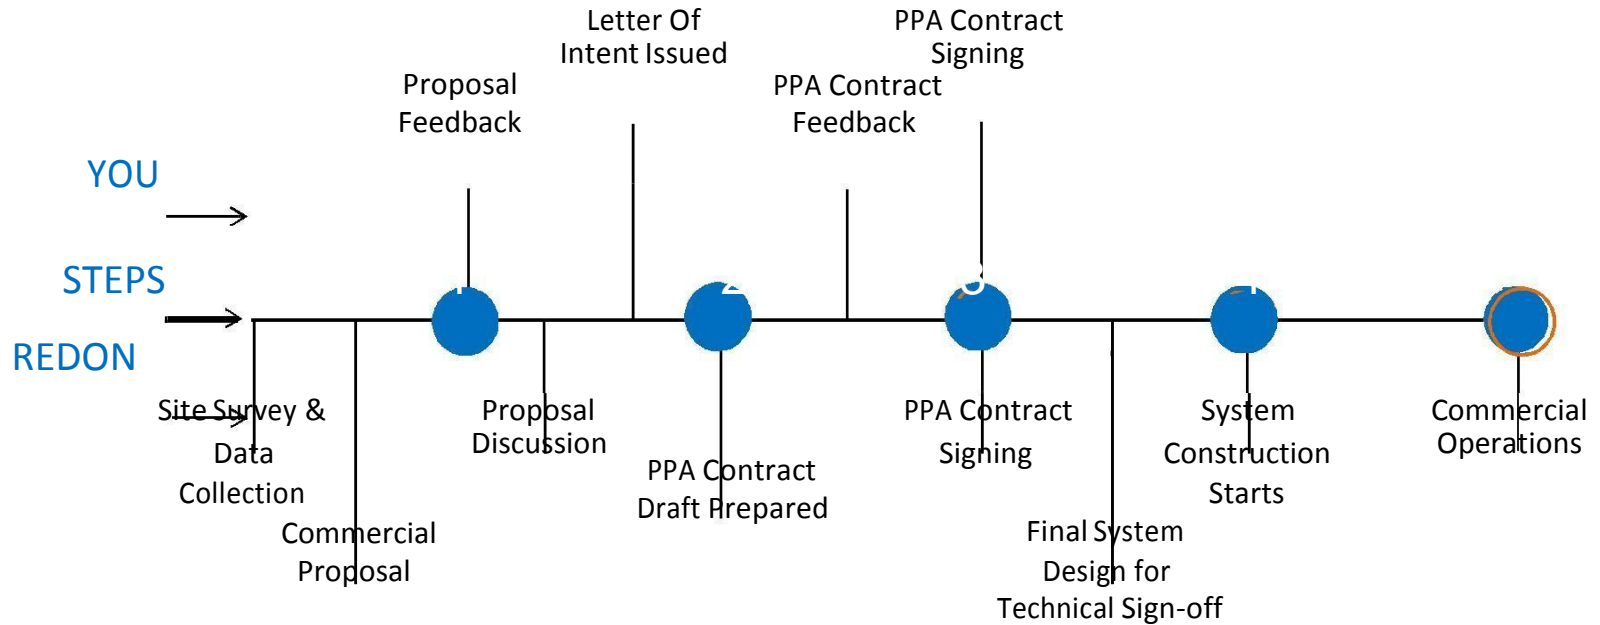 Letter Of
Intent Issued
PPA Contract
Signing
Proposal
Feedback
PPA Contract
Feedback
YOU
STEPS
REDON
2
3
Site Survey &
Data
Collection
Commercial
Proposal
Proposal
Discussion
PPA Contract
Draft Prepared
PPA Contract
Signing
Final System
Design for
Technical Sign-off
System
Construction
Starts
Commercial
Operations